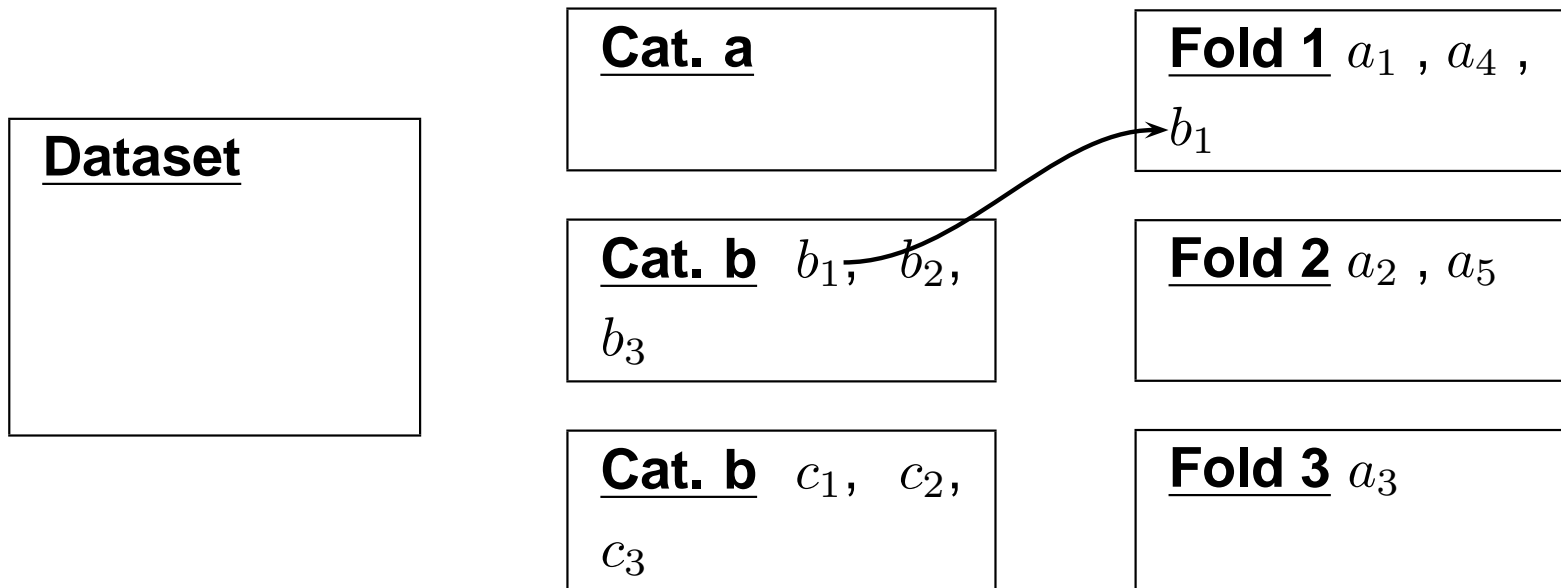 Dataset
Cat. a
Cat. b b₁, b₂,
b₃
Cat. b c₁, c₂,
c₃
Fold 1 a₁ , a₄ ,
b₁
Fold 2 a₂ , a₅
Fold 3 a₃